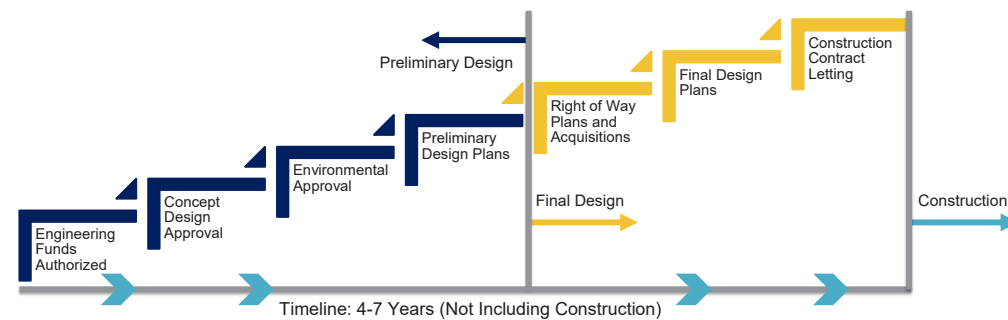 Engineering
Funds
Authorized
Concept
Design
Approval
Environmental
Approval
Preliminary
Design Plans
Preliminary Design
Right of Way
Plans and
Acquisitions
Final Design
Plans
Construction
Contract
Letting
Final Design
Construction
Timeline: 4-7 Years (Not Including Construction)